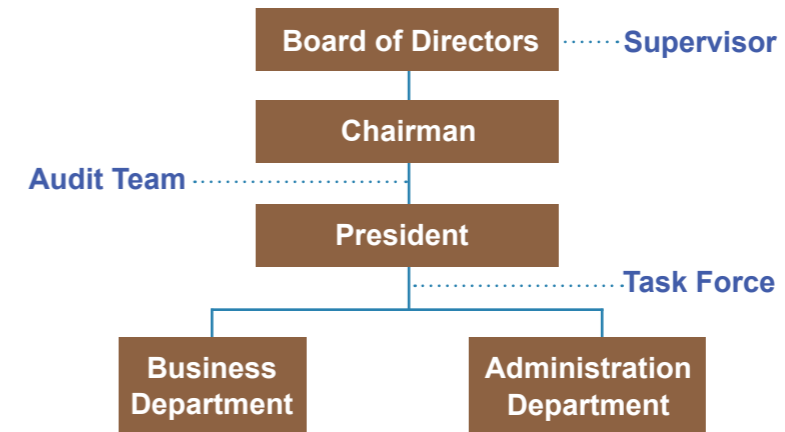 Board of Directors
Supervisor
Chairman
Audit Team
President
Task Force
Business
Department
Administration
Department